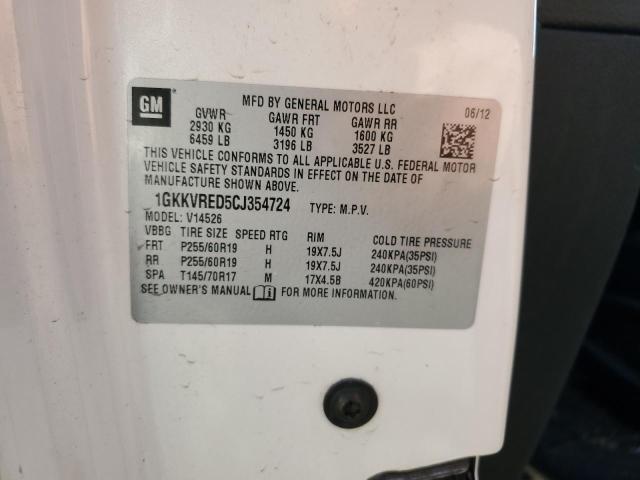 GM
MFD BY GENERAL MOTORS LLC 06/12
GVWR GAWR FRT GAWR RR
2930 KG 1450 KG 1600 KG
6459 LB 3196 LB 3527 LB
THIS VEHICLE CONFORMS TO ALL APPLICABLE U.S. FEDERAL MOTOR
VEHICLE SAFETY STANDARDS IN EFFECT ON THE DATE OF
MANUFACTURE SHOWN ABOVE.
1GKKVRED5CJ354724 TYPE: M.P.V.
MODEL: V14526
VBBG TIRE SIZE SPEED RTG RIM COLD TIRE PRESSURE
FRT P255/60R19 H 19X7.5J 240KPA(35PSI)
RR P255/60R19 H 19X7.5J 240KPA(35PSI)
SPA T145/70R17 M 17X4.5B 420KPA(60PSI)
SEE OWNER'S MANUAL FOR MORE INFORMATION.